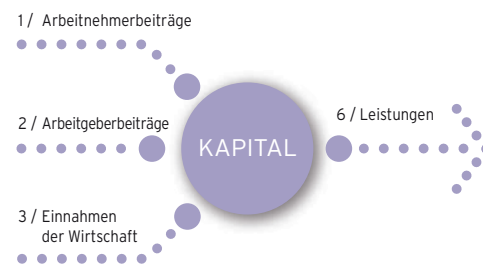 1 / Arbeitnehmerbeiträge
2 / Arbeitgeberbeiträge
3 / Einnahmen
der Wirtschaft
KAPITAL
6 / Leistungen